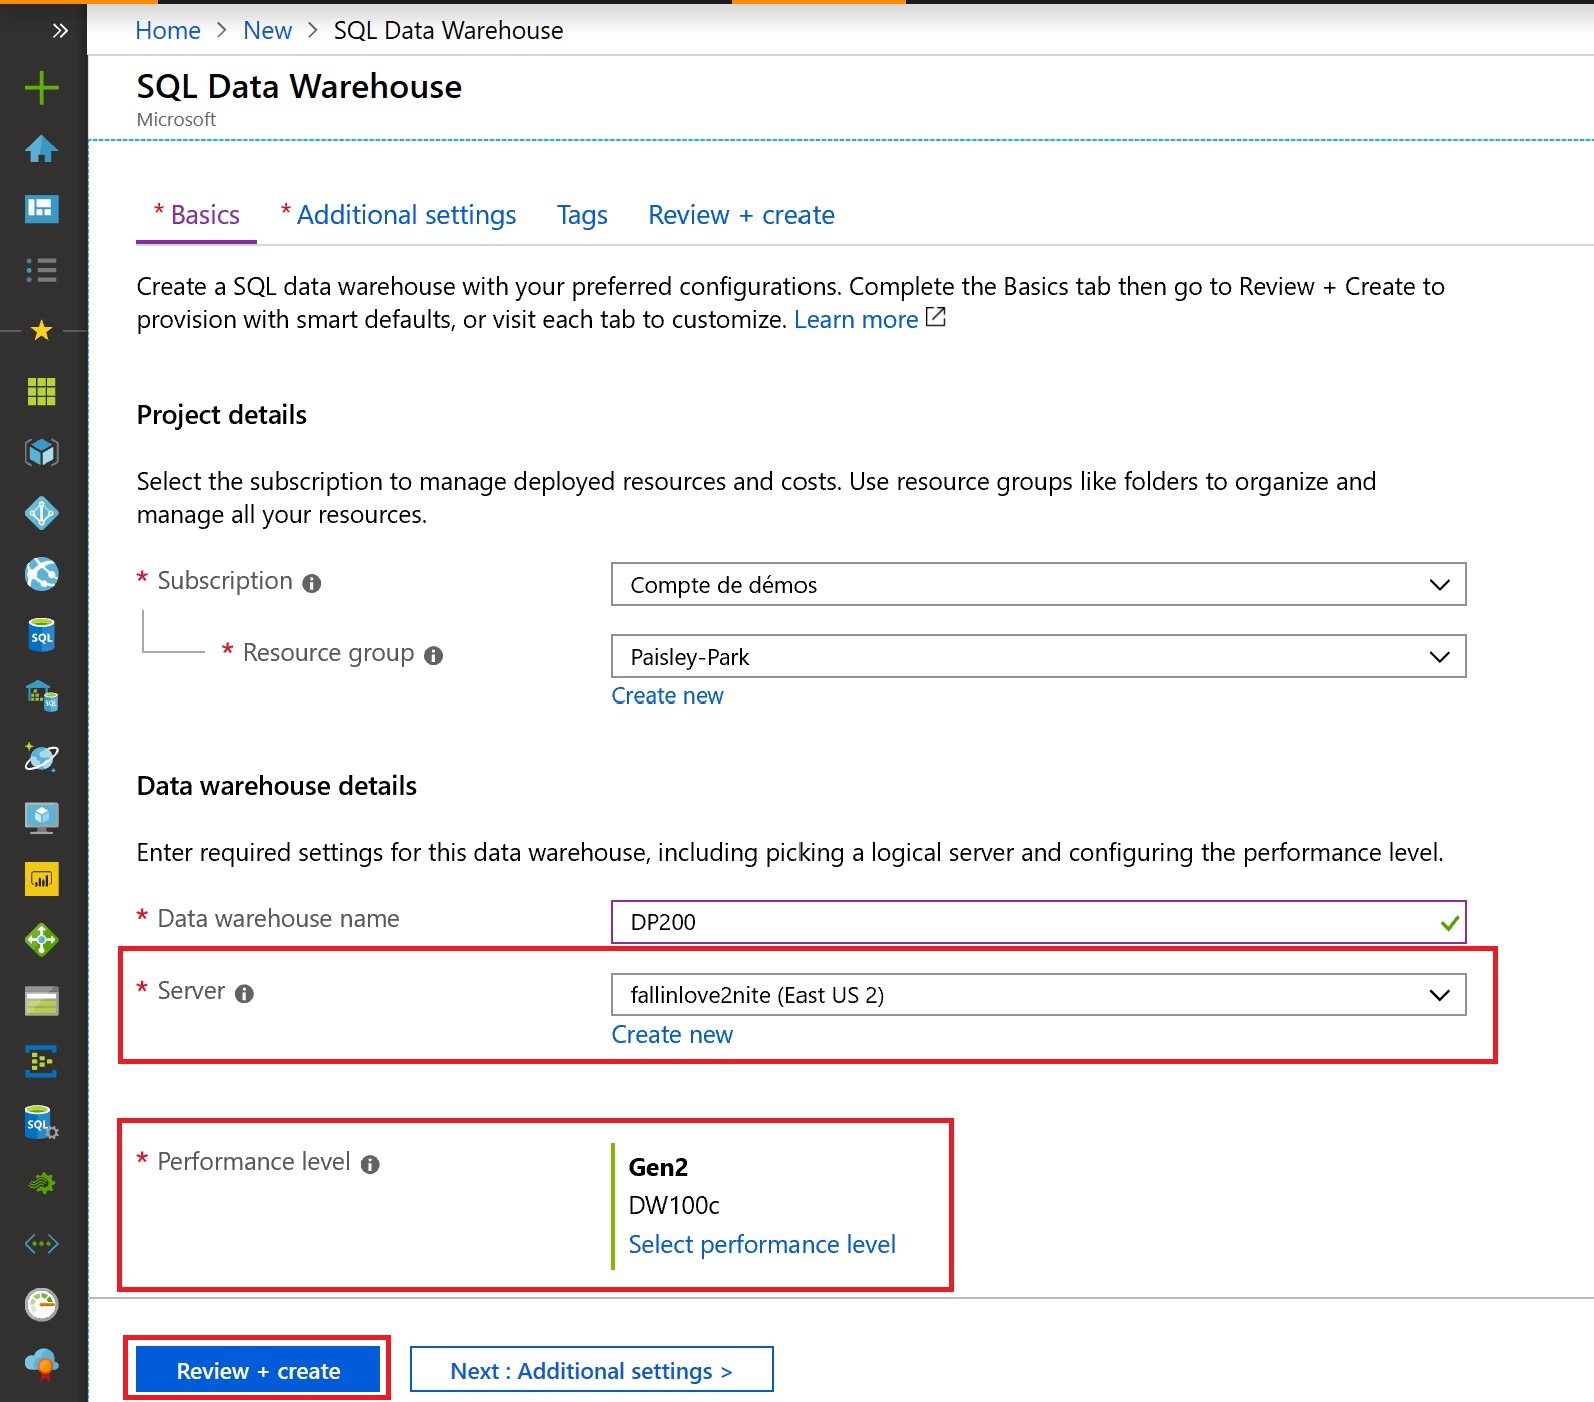 Home > New > SQL Data Warehouse
SQL Data Warehouse
Microsoft
* Basics * Additional settings Tags Review + create
Create a SQL data warehouse with your preferred configurations. Complete the Basics tab then go to Review + Create to
provision with smart defaults, or visit each tab to customize. Learn more
Project details
Select the subscription to manage deployed resources and costs. Use resource groups like folders to organize and
manage all your resources.
* Subscription Compte de démos
* Resource group Paisley-Park
Create new
Data warehouse details
Enter required settings for this data warehouse, including picking a logical server and configuring the performance level.
* Data warehouse name DP200
* Server fallinlove2nite (East US 2)
Create new
* Performance level Gen2
DW100c
Select performance level
Review + create Next : Additional settings >
SQL
SQL
SQL